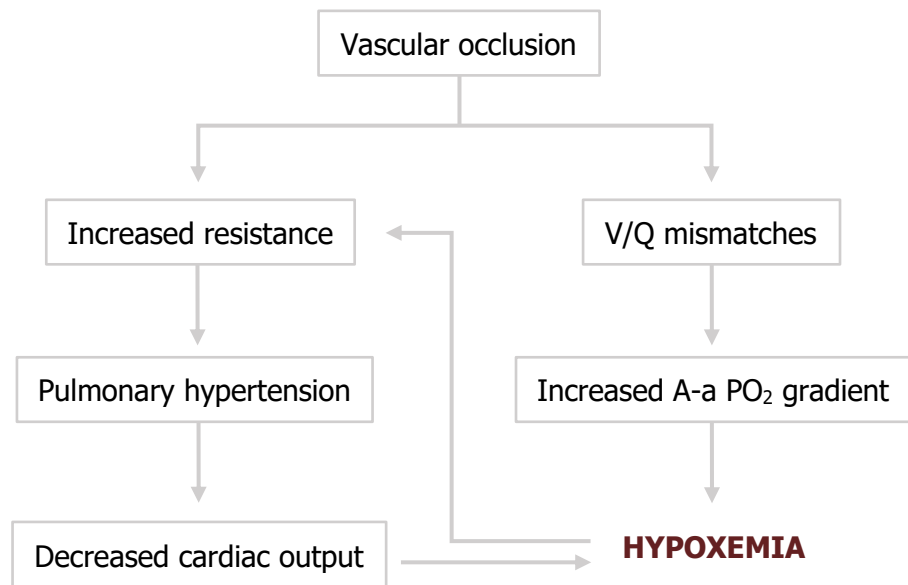 Vascular occlusion
Increased resistance
V/Q mismatches
Pulmonary hypertension
Increased A-a PO₂ gradient
Decreased cardiac output
HYPOXEMIA